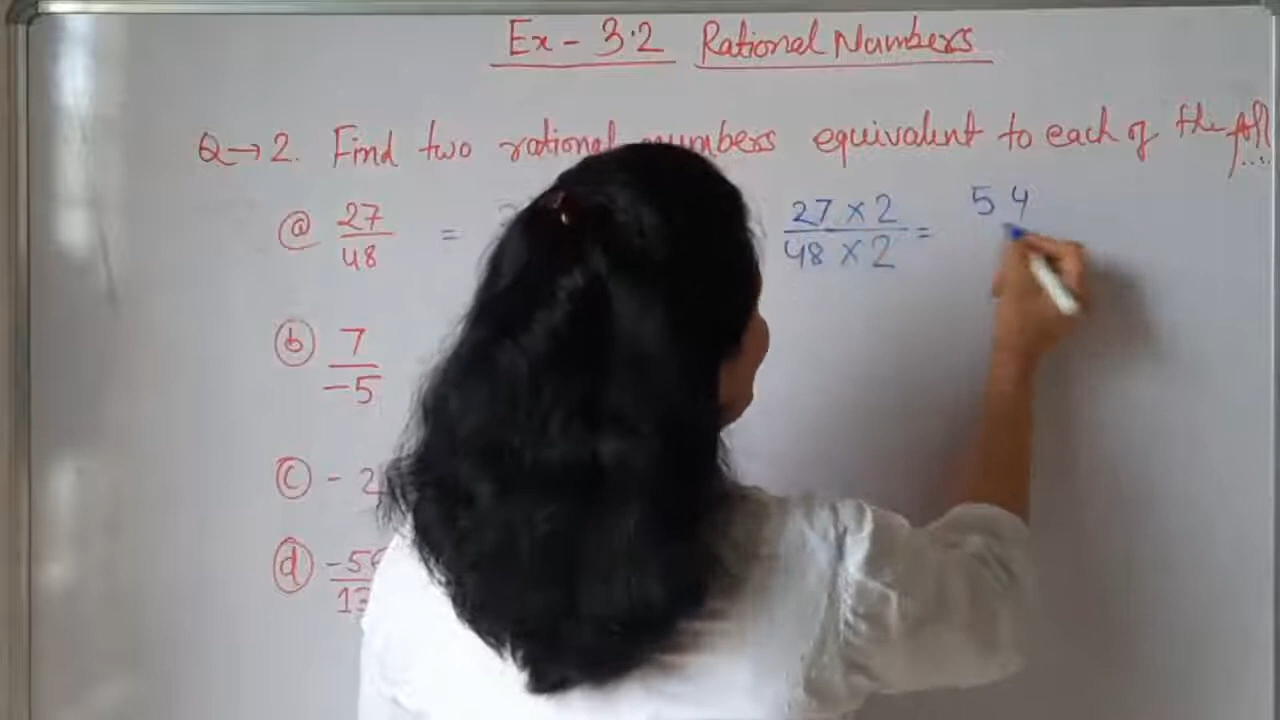 Ex - 3.2 Rational Numbers
Q→2. Find two rational numbers equivalent to each of the
ⓐ 27/48 = 27 × 2 / 48 × 2 = 54
ⓑ 7/-5
ⓒ - 2
ⓓ